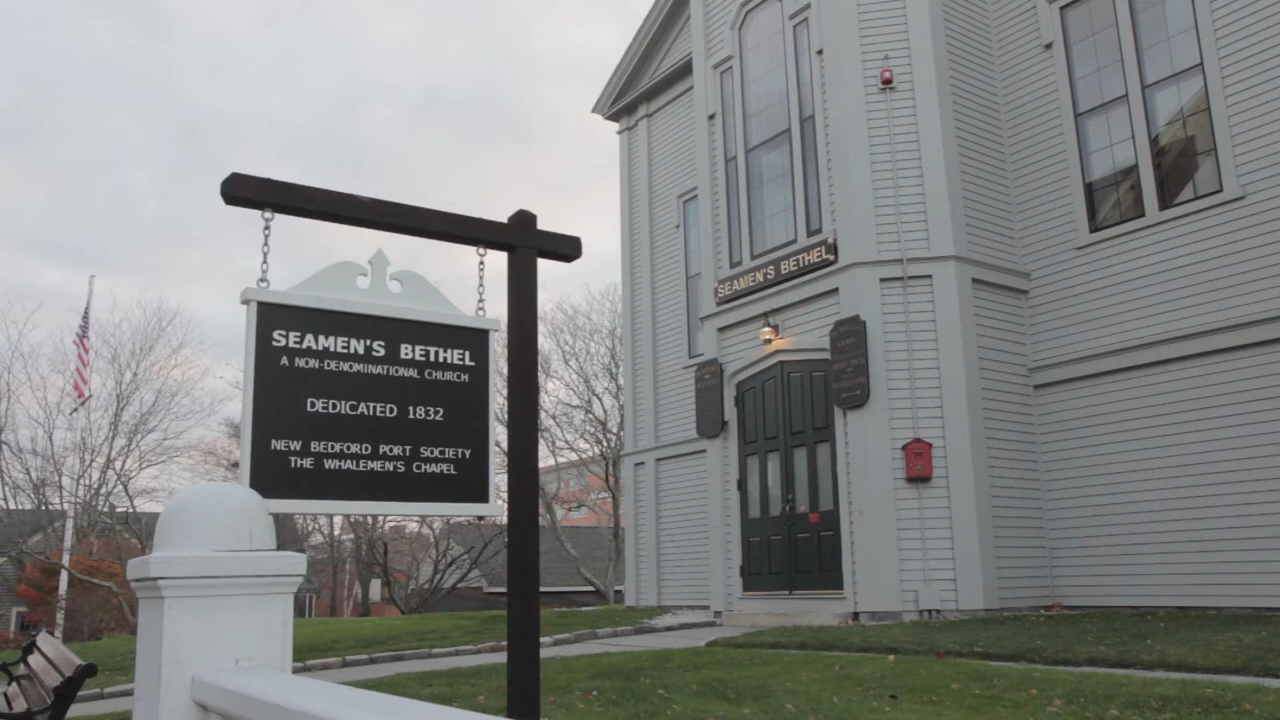 SEAMEN'S BETHEL
A NON-DENOMINATIONAL CHURCH
DEDICATED 1832
NEW BEDFORD PORT SOCIETY
THE WHALEMEN'S CHAPEL
SEAMEN'S BETHEL